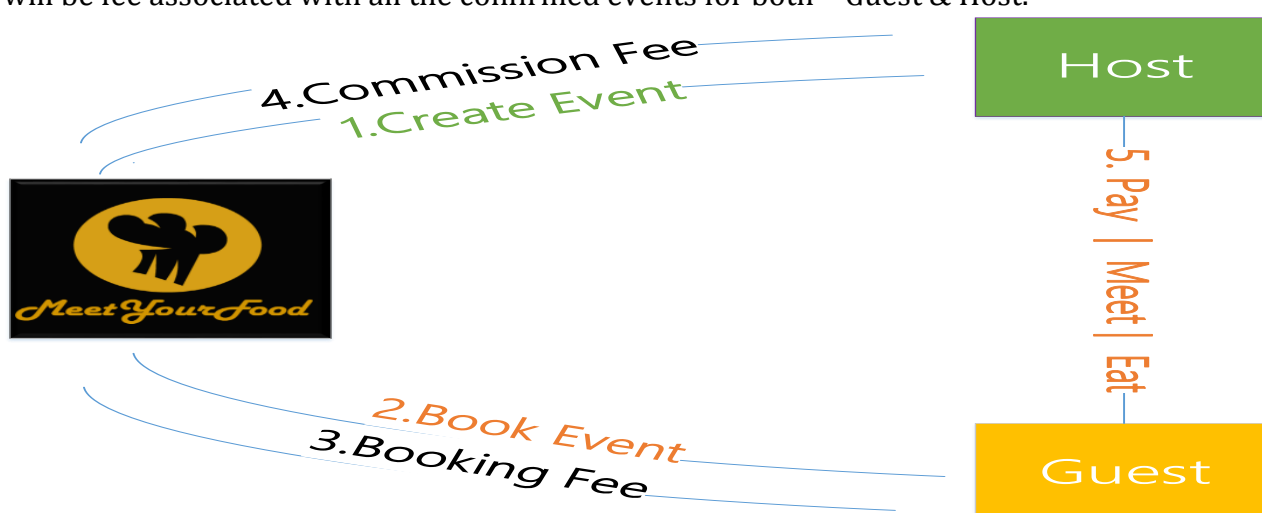 will be fee associated with all the confirmed events for both – Guest & Host.
4.Commission Fee
Host
1.Create Event
5. Pay | Meet | Eat
MeetYourFood
2.Book Event
3.Booking Fee
Guest